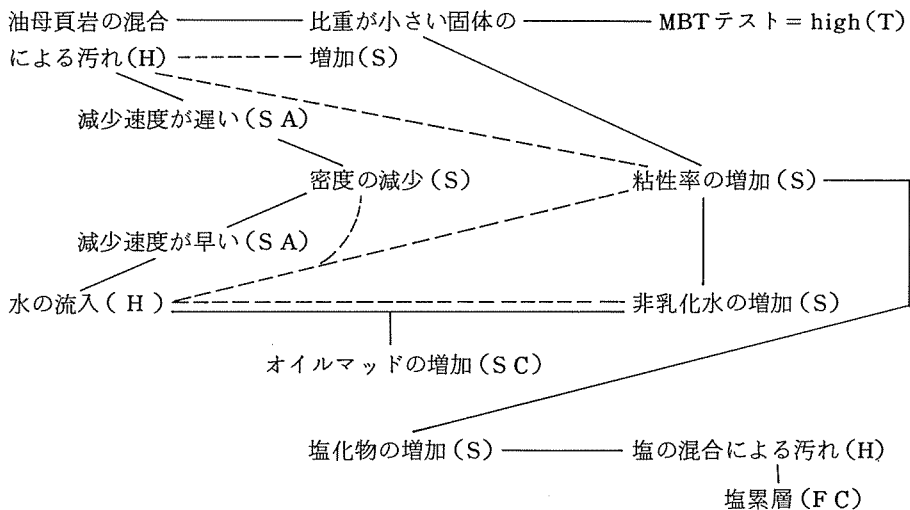 油母頁岩の混合 比重が小さい固体の MBTテスト＝high(T)
による汚れ(H) 増加(S)
減少速度が遅い(SA)
密度の減少(S) 粘性率の増加(S)
減少速度が早い(SA)
水の流入(H) 非乳化水の増加(S)
オイルマッドの増加(SC)
塩化物の増加(S) 塩の混合による汚れ(H)
塩累層(FC)